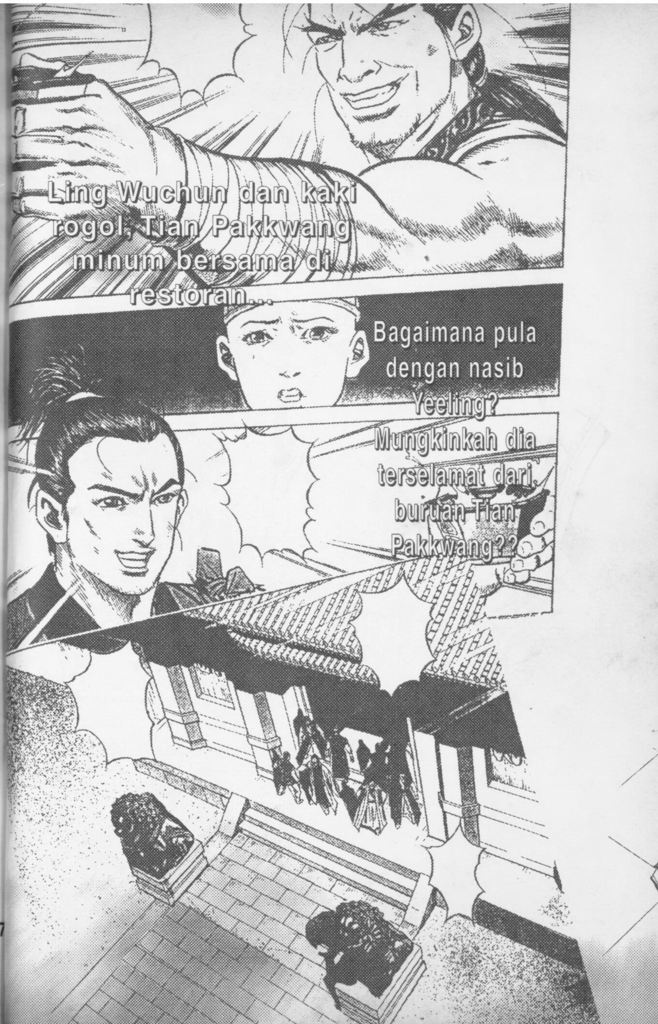 Ling Wuchun dan kaki
rogol, Tian Pakkwang
minum bersama di
restoran...
Bagaimana pula
dengan nasib
Yeeling?
Mungkinkah dia
terselamat dari
buruan Tian
Pakkwang??
7